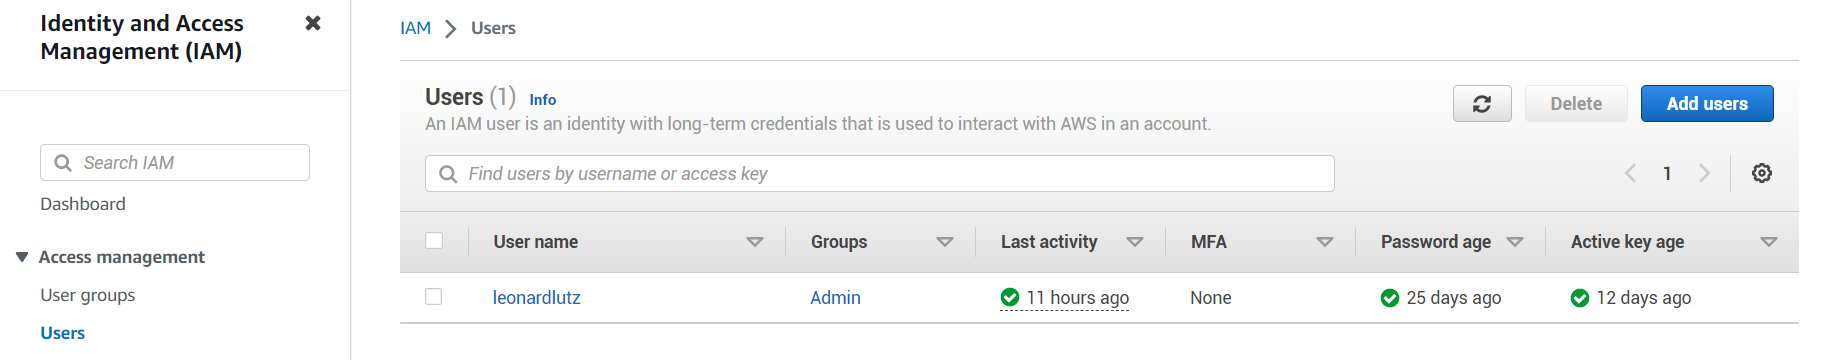 Identity and Access
Management (IAM)
Search IAM
Dashboard
Access management
User groups
Users
IAM > Users
Users (1) Info
An IAM user is an identity with long-term credentials that is used to interact with AWS in an account.
Delete
Add users
Find users by username or access key
1
User name Groups Last activity MFA Password age Active key age
leonardlutz Admin 11 hours ago None 25 days ago 12 days ago